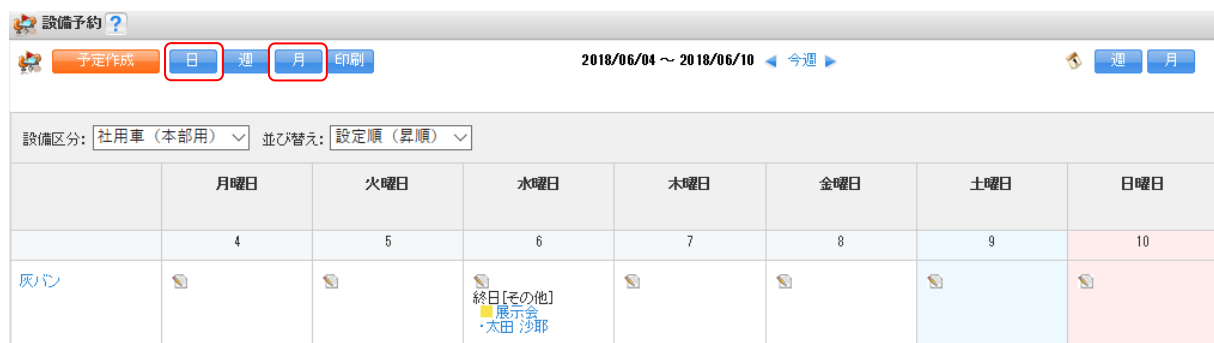 設備予約 ?
予定作成 日 週 月 印刷 2018/06/04 ～ 2018/06/10 今週 週 月
設備区分: 社用車（本部用） 並び替え: 設定順（昇順）
月曜日 火曜日 水曜日 木曜日 金曜日 土曜日 日曜日
4 5 6 7 8 9 10
灰バン
終日[その他]
展示会
・太田 沙耶